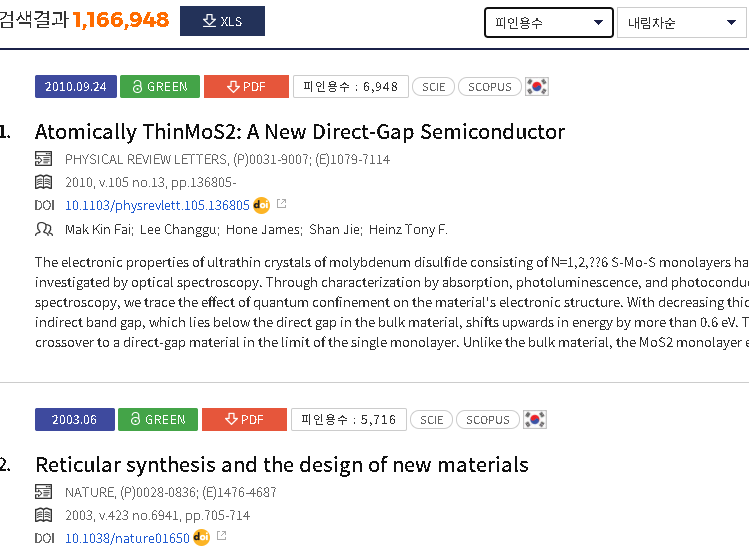 검색결과 1,166,948 XLS 피인용수 내림차순
2010.09.24 GREEN PDF 피인용수 : 6,948 SCIE SCOPUS
1. Atomically ThinMoS2: A New Direct-Gap Semiconductor
PHYSICAL REVIEW LETTERS, (P)0031-9007; (E)1079-7114
2010, v.105 no.13, pp.136805-
DOI 10.1103/physrevlett.105.136805 doi
Mak Kin Fai; Lee Changgu; Hone James; Shan Jie; Heinz Tony F.
The electronic properties of ultrathin crystals of molybdenum disulfide consisting of N=1,2,??6 S-Mo-S monolayers ha
investigated by optical spectroscopy. Through characterization by absorption, photoluminescence, and photocondu
spectroscopy, we trace the effect of quantum confinement on the material's electronic structure. With decreasing thic
indirect band gap, which lies below the direct gap in the bulk material, shifts upwards in energy by more than 0.6 eV. T
crossover to a direct-gap material in the limit of the single monolayer. Unlike the bulk material, the MoS2 monolayer e
2003.06 GREEN PDF 피인용수 : 5,716 SCIE SCOPUS
2. Reticular synthesis and the design of new materials
NATURE, (P)0028-0836; (E)1476-4687
2003, v.423 no.6941, pp.705-714
DOI 10.1038/nature01650 doi